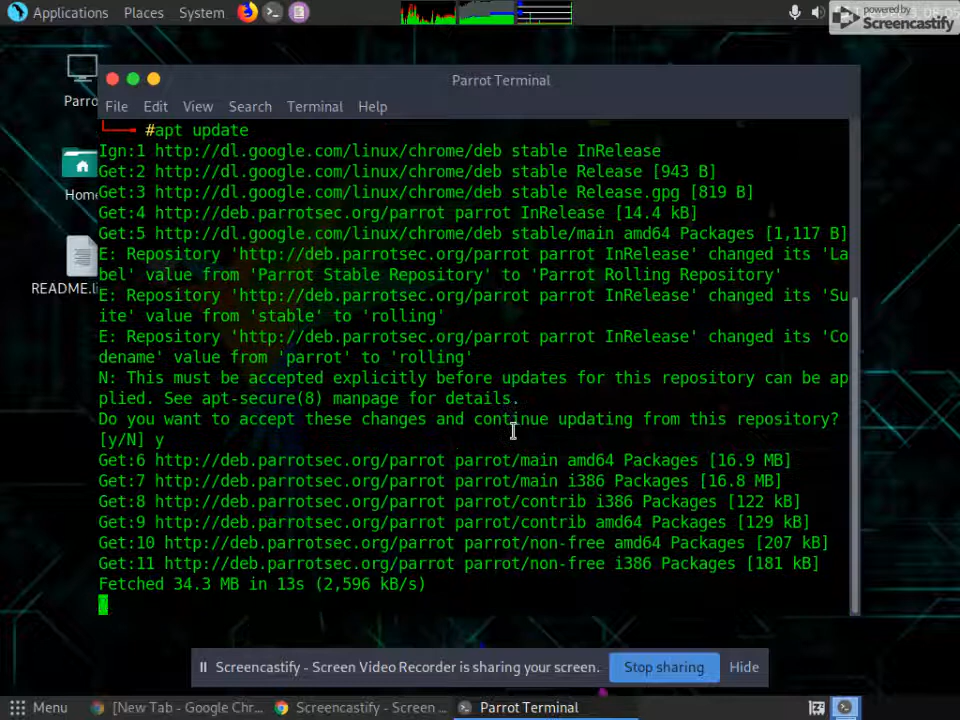 Applications Places System
powered by
Screencastify
Parro
Hom
README.li
Parrot Terminal
File Edit View Search Terminal Help
#apt update
Ign:1 http://dl.google.com/linux/chrome/deb stable InRelease
Get:2 http://dl.google.com/linux/chrome/deb stable Release [943 B]
Get:3 http://dl.google.com/linux/chrome/deb stable Release.gpg [819 B]
Get:4 http://deb.parrotsec.org/parrot parrot InRelease [14.4 kB]
Get:5 http://dl.google.com/linux/chrome/deb stable/main amd64 Packages [1,117 B]
E: Repository 'http://deb.parrotsec.org/parrot parrot InRelease' changed its 'La
bel' value from 'Parrot Stable Repository' to 'Parrot Rolling Repository'
E: Repository 'http://deb.parrotsec.org/parrot parrot InRelease' changed its 'Su
ite' value from 'stable' to 'rolling'
E: Repository 'http://deb.parrotsec.org/parrot parrot InRelease' changed its 'Co
dename' value from 'parrot' to 'rolling'
N: This must be accepted explicitly before updates for this repository can be ap
plied. See apt-secure(8) manpage for details.
Do you want to accept these changes and continue updating from this repository?
[y/N] y
Get:6 http://deb.parrotsec.org/parrot parrot/main amd64 Packages [16.9 MB]
Get:7 http://deb.parrotsec.org/parrot parrot/main i386 Packages [16.8 MB]
Get:8 http://deb.parrotsec.org/parrot parrot/contrib i386 Packages [122 kB]
Get:9 http://deb.parrotsec.org/parrot parrot/contrib amd64 Packages [129 kB]
Get:10 http://deb.parrotsec.org/parrot parrot/non-free amd64 Packages [207 kB]
Get:11 http://deb.parrotsec.org/parrot parrot/non-free i386 Packages [181 kB]
Fetched 34.3 MB in 13s (2,596 kB/s)
Screencastify - Screen Video Recorder is sharing your screen. Stop sharing Hide
Menu [New Tab - Google Chr... Screencastify - Screen ... Parrot Terminal